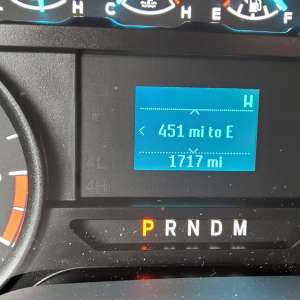 H C H E F
W
451 mi to E
1717 mi
4L
4H
P R N D M